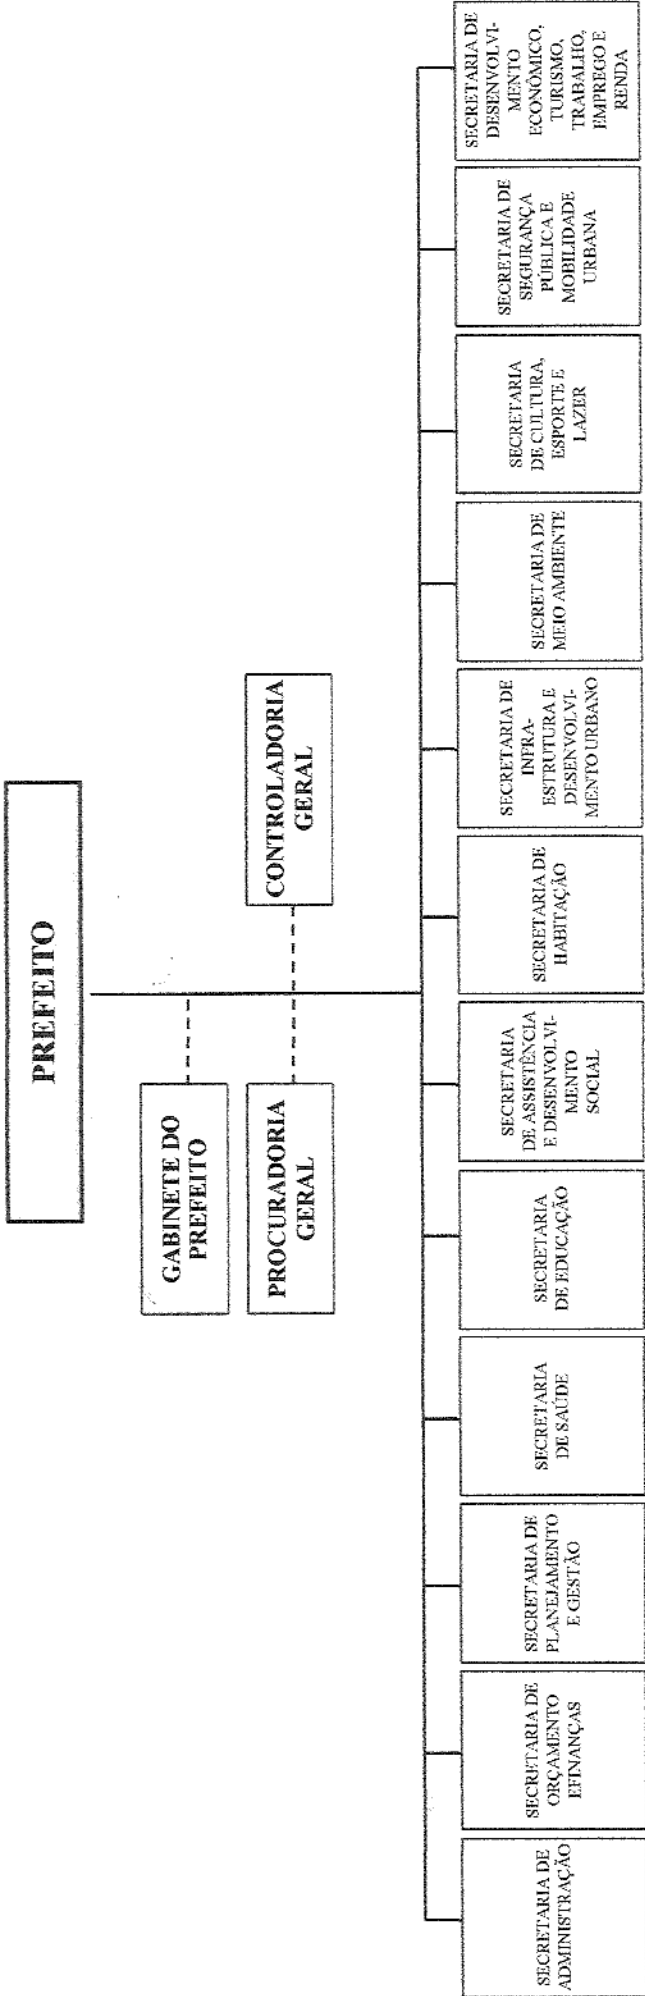 PREFEITO
GABINETE DO
PREFEITO
PROCURADORIA
GERAL
CONTROLADORIA
GERAL
SECRETARIA DE
ADMINISTRAÇÃO
SECRETARIA DE
ORÇAMENTO
EFINANÇAS
SECRETARIA DE
PLANEJAMENTO
E GESTÃO
SECRETARIA
DE SAÚDE
SECRETARIA
DE EDUCAÇÃO
SECRETARIA
DE ASSISTÊNCIA
E DESENVOLVI-
MENTO
SOCIAL
SECRETARIA DE
HABITAÇÃO
SECRETARIA DE
INFRA-
ESTRUTURA E
DESENVOLVI-
MENTO URBANO
SECRETARIA DE
MEIO AMBIENTE
SECRETARIA
DE CULTURA,
ESPORTE E
LAZER
SECRETARIA DE
SEGURANÇA
PÚBLICA E
MOBILIDADE
URBANA
SECRETARIA DE
DESENVOLVI-
MENTO
ECONÔMICO,
TURISMO,
TRABALHO,
EMPREGO E
RENDA